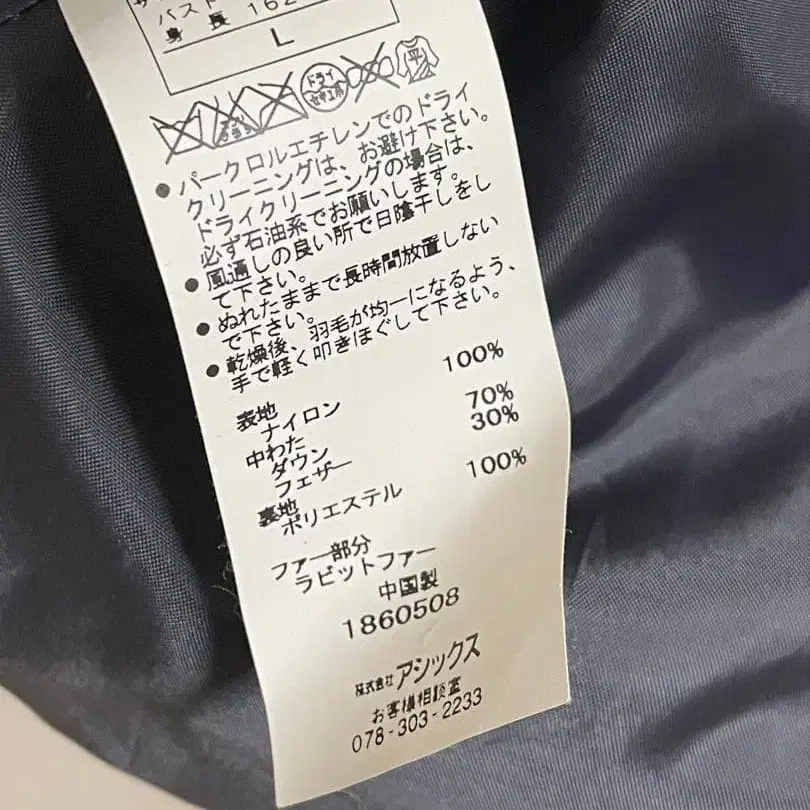 バスト
身長 162
L
ドライ
セキユ系
平
● パークロルエチレンでのドライ
クリーニングは、お避け下さい。
ドライクリーニングの場合は、
必ず石油系でお願いします。
● 風通しの良い所で日陰干しをし
て下さい。
● ぬれたままで長時間放置しない
で下さい。
● 乾燥後、羽毛が均一になるよう、
手で軽く叩きほぐして下さい。
表地
ナイロン 100%
中わた
ダウン 70%
フェザー 30%
裏地
ポリエステル 100%
ファー部分
ラビットファー
中国製
1860508
株式会社 アシックス
お客様相談室
078-303-2233